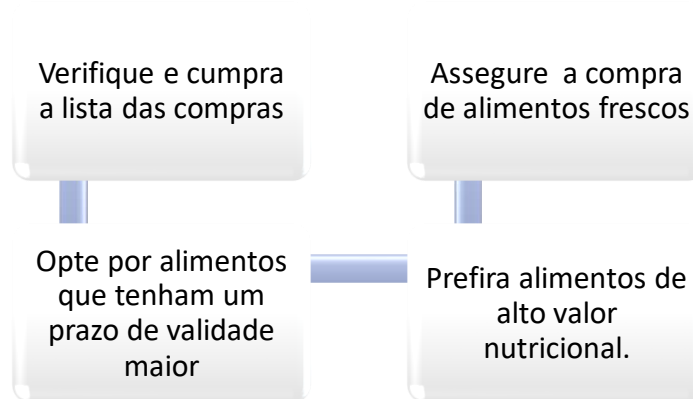 Verifique e cumpra
a lista das compras
Opte por alimentos
que tenham um
prazo de validade
maior
Prefira alimentos de
alto valor
nutricional.
Assegure a compra
de alimentos frescos